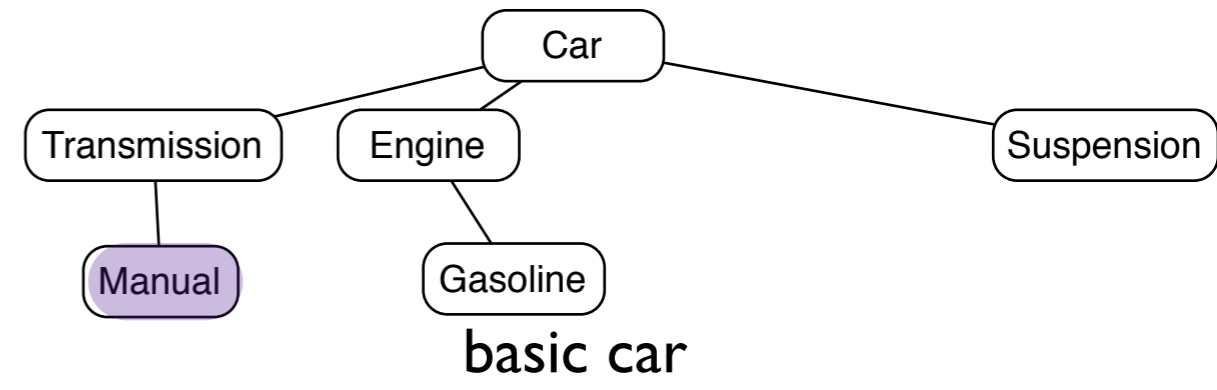 Car
Transmission
Engine
Suspension
Manual
Gasoline
basic car